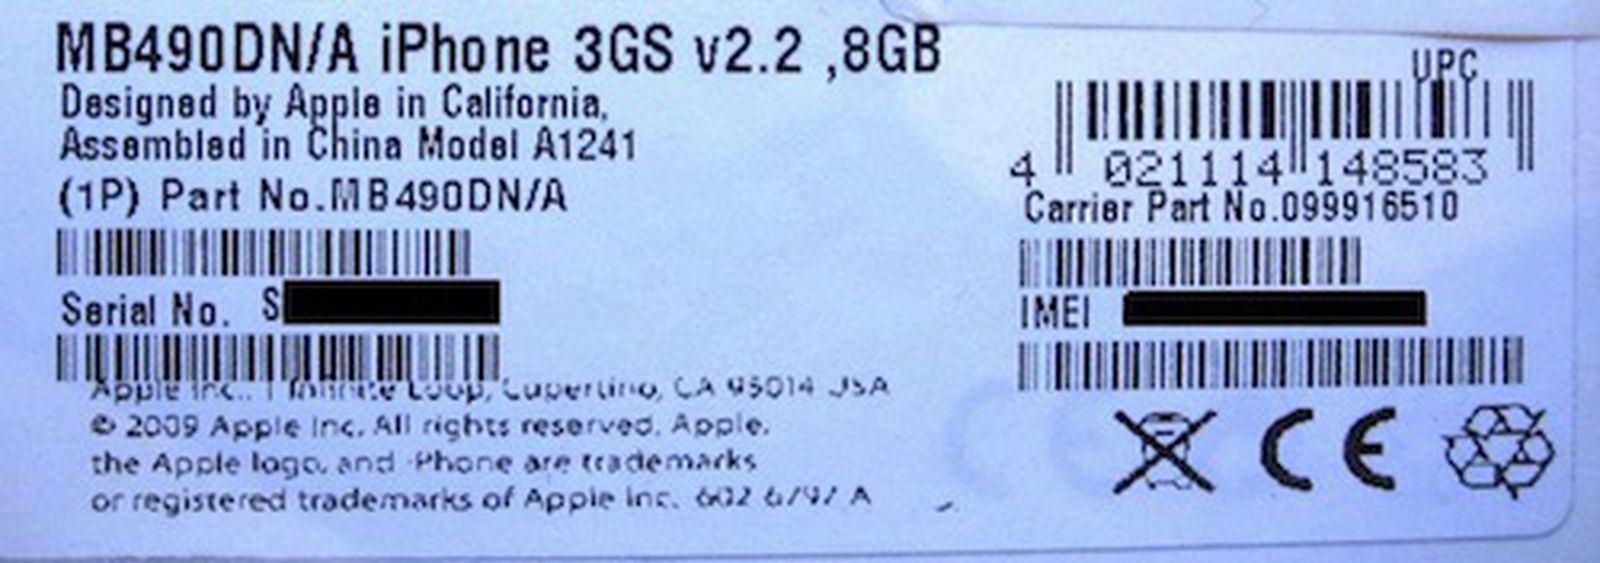 MB490DN/A iPhone 3GS v2.2 ,8GB
Designed by Apple in California,
Assembled in China Model A1241
(1P) Part No.MB490DN/A
Serial No. S
Apple Inc., 1 Infinite Loop, Cupertino, CA 95014 USA
© 2009 Apple Inc. All rights reserved. Apple,
the Apple logo, and iPhone are trademarks
or registered trademarks of Apple Inc. 602-6797-A
UPC
4 021114 148583
Carrier Part No.099916510
IMEI
CE